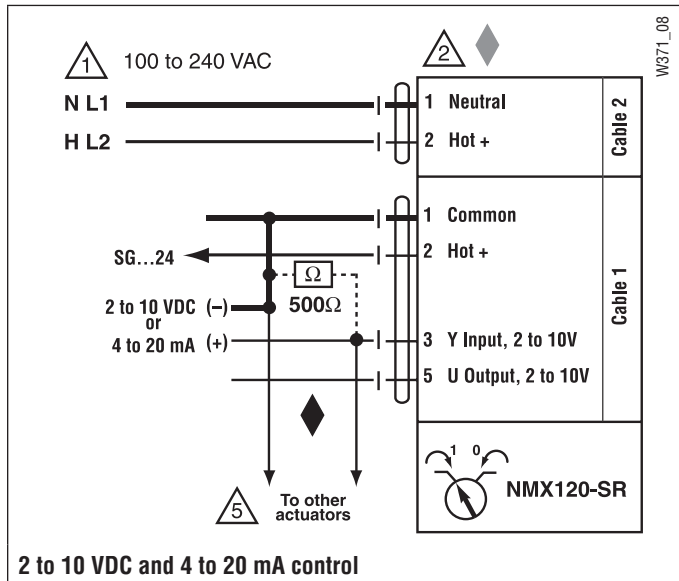 W371_08
1 100 to 240 VAC
2
N L1
1 Neutral
H L2
2 Hot +
Cable 2
1 Common
SG...24
2 Hot +
Ω
500Ω
2 to 10 VDC (–)
or
4 to 20 mA (+)
3 Y Input, 2 to 10V
5 U Output, 2 to 10V
Cable 1
1 0
NMX120-SR
5
To other
actuators
2 to 10 VDC and 4 to 20 mA control